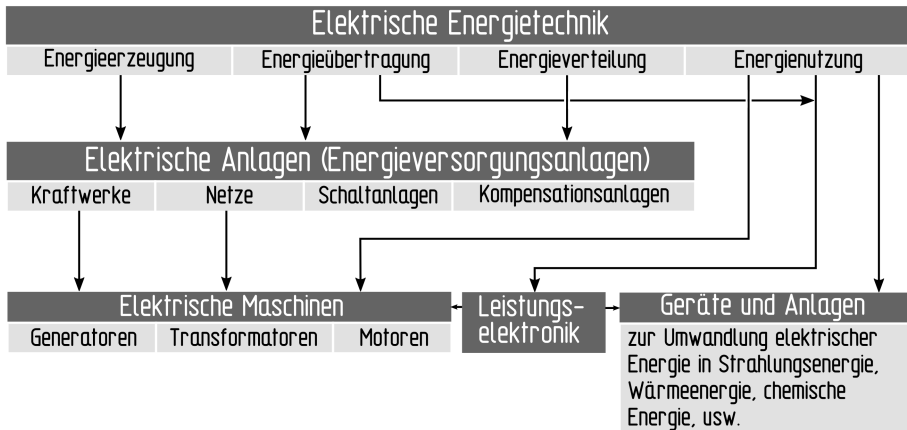 Elektrische Energietechnik
Energieerzeugung Energieübertragung Energieverteilung Energienutzung
Elektrische Anlagen (Energieversorgungsanlagen)
Kraftwerke Netze Schaltanlagen Kompensationsanlagen
Elektrische Maschinen
Generatoren Transformatoren Motoren
Leistungs-
elektronik
Geräte und Anlagen
zur Umwandlung elektrischer
Energie in Strahlungsenergie,
Wärmeenergie, chemische
Energie, usw.